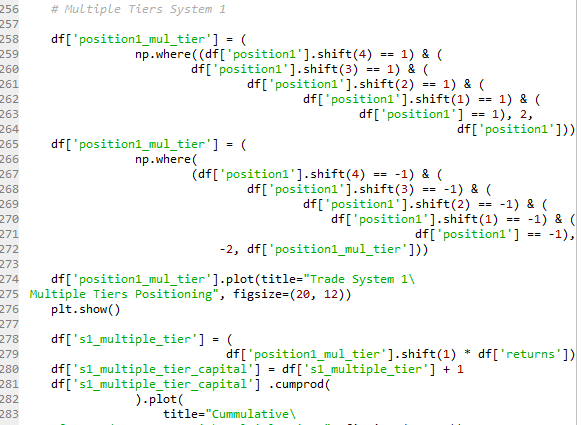 256 # Multiple Tiers System 1
257
258 df['position1_mul_tier'] = (
259 np.where((df['position1'].shift(4) == 1) & (
260 df['position1'].shift(3) == 1) & (
261 df['position1'].shift(2) == 1) & (
262 df['position1'].shift(1) == 1) & (
263 df['position1'] == 1), 2,
264 df['position1']))
265 df['position1_mul_tier'] = (
266 np.where(
267 (df['position1'].shift(4) == -1) & (
268 df['position1'].shift(3) == -1) & (
269 df['position1'].shift(2) == -1) & (
270 df['position1'].shift(1) == -1) & (
271 df['position1'] == -1),
272 -2, df['position1_mul_tier']))
273
274 df['position1_mul_tier'].plot(title="Trade System 1\
275 Multiple Tiers Positioning", figsize=(20, 12))
276 plt.show()
277
278 df['s1_multiple_tier'] = (
279 df['position1_mul_tier'].shift(1) * df['returns'])
280 df['s1_multiple_tier_capital'] = df['s1_multiple_tier'] + 1
281 df['s1_multiple_tier_capital'] .cumprod(
282 ).plot(
283 title="Cummulative\